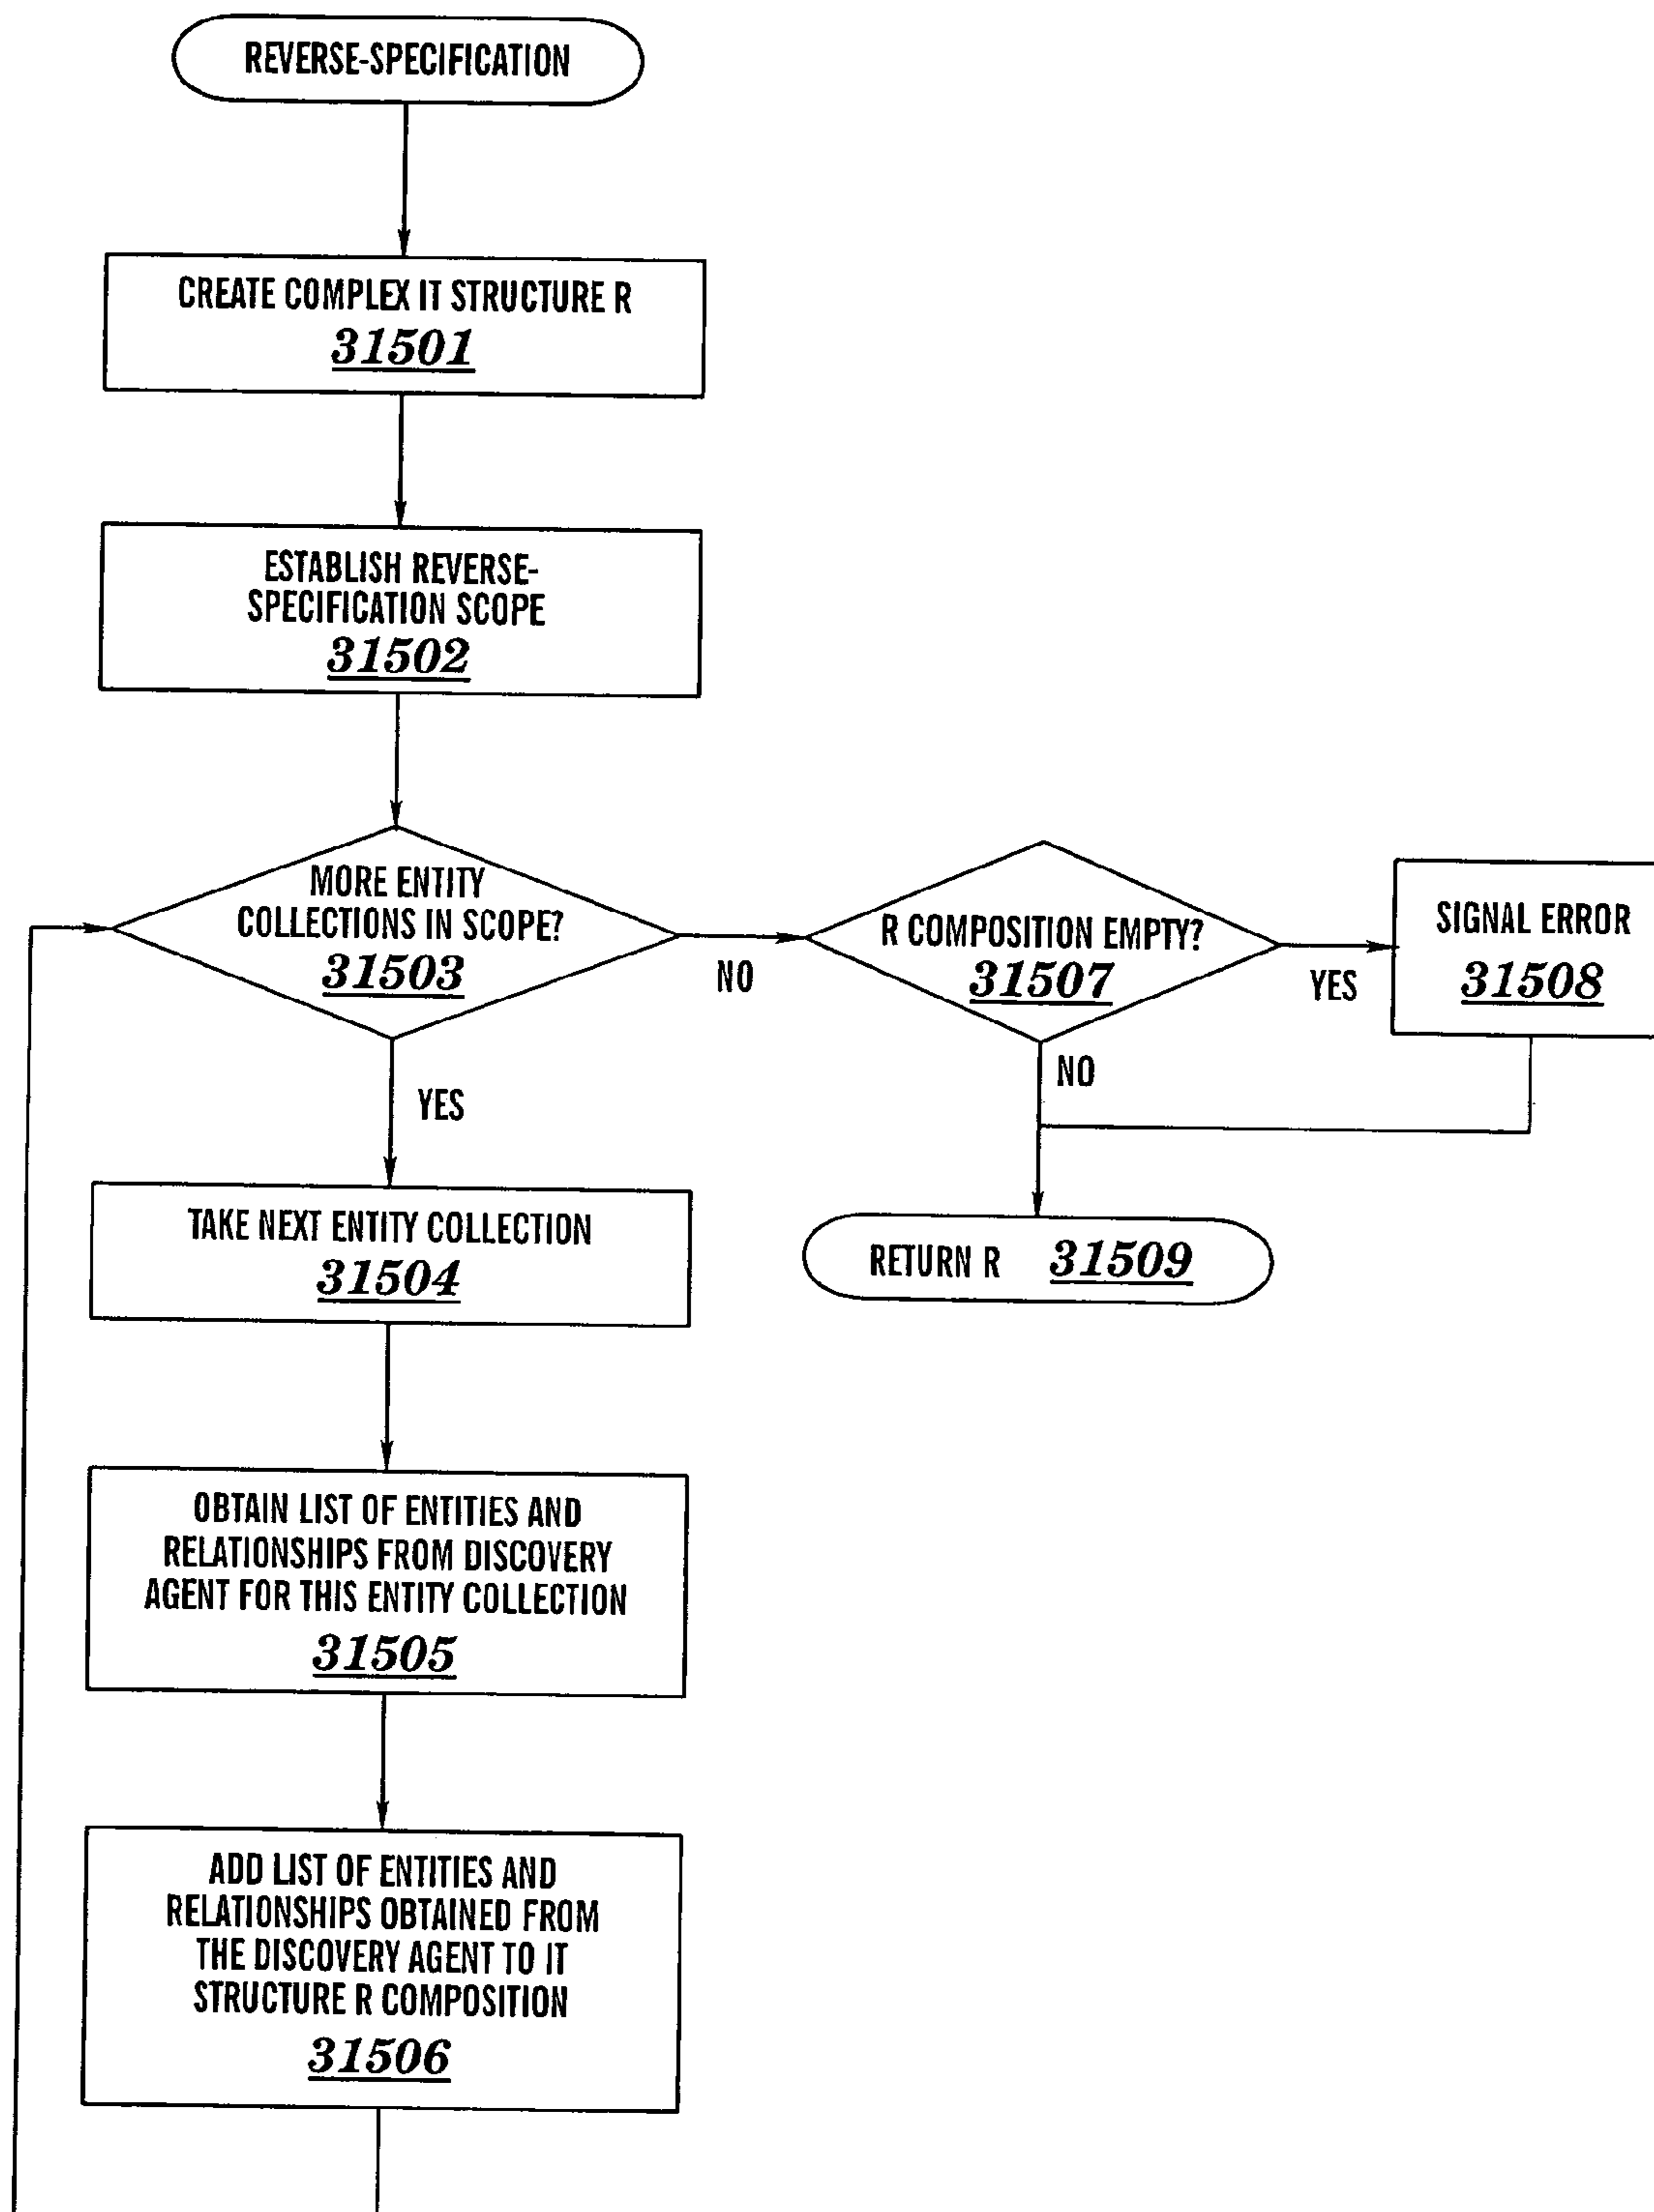 REVERSE-SPECIFICATION
CREATE COMPLEX IT STRUCTURE R
31501
ESTABLISH REVERSE-
SPECIFICATION SCOPE
31502
MORE ENTITY
COLLECTIONS IN SCOPE?
31503
NO
R COMPOSITION EMPTY?
31507
YES
SIGNAL ERROR
31508
NO
YES
TAKE NEXT ENTITY COLLECTION
31504
RETURN R 31509
OBTAIN LIST OF ENTITIES AND
RELATIONSHIPS FROM DISCOVERY
AGENT FOR THIS ENTITY COLLECTION
31505
ADD LIST OF ENTITIES AND
RELATIONSHIPS OBTAINED FROM
THE DISCOVERY AGENT TO IT
STRUCTURE R COMPOSITION
31506